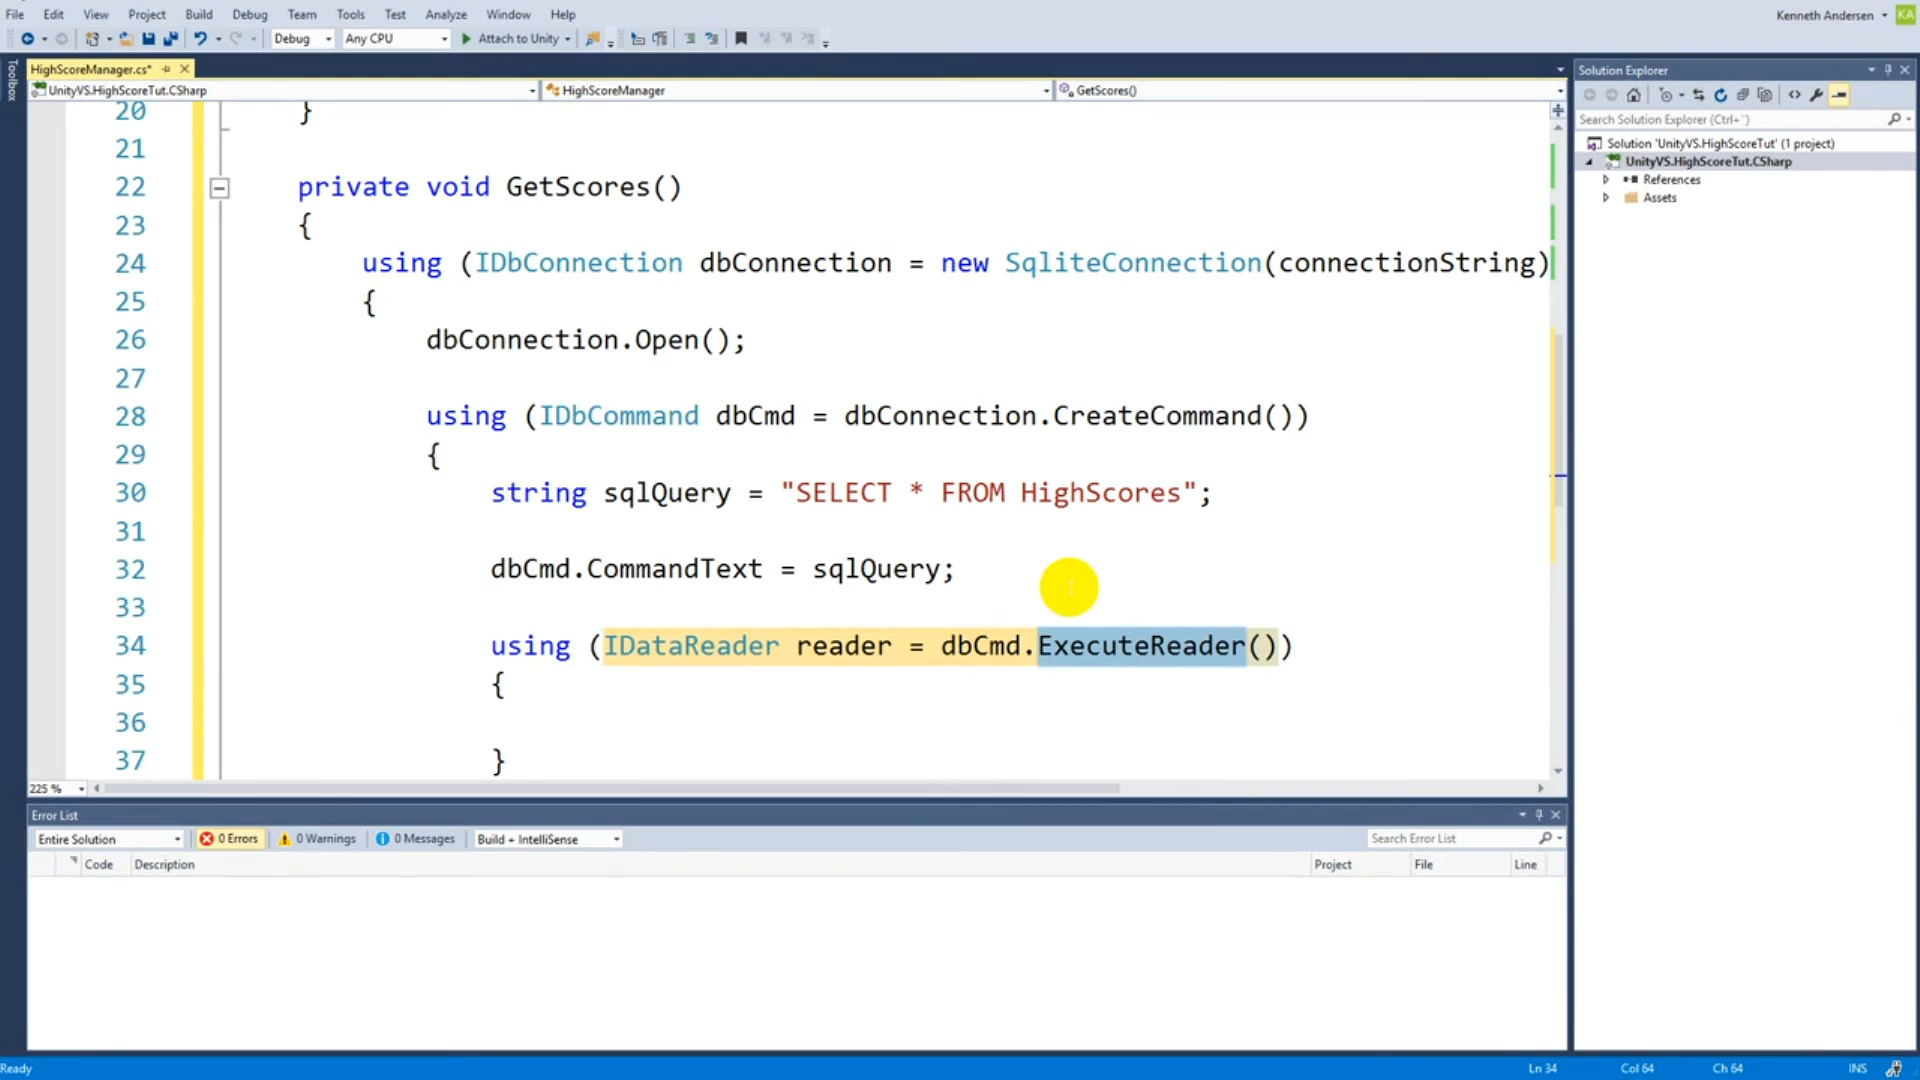 File Edit View Project Build Debug Team Tools Test Analyze Window Help
Kenneth Andersen KA
Debug Any CPU Attach to Unity
Toolbox
HighScoreManager.cs*
UnityVS.HighScoreTut.CSharp HighScoreManager GetScores()
20 }
21
22 private void GetScores()
23 {
24 using (IDbConnection dbConnection = new SqliteConnection(connectionString)
25 {
26 dbConnection.Open();
27
28 using (IDbCommand dbCmd = dbConnection.CreateCommand())
29 {
30 string sqlQuery = "SELECT * FROM HighScores";
31
32 dbCmd.CommandText = sqlQuery;
33
34 using (IDataReader reader = dbCmd.ExecuteReader())
35 {
36
37 }
225 %
Solution Explorer
Search Solution Explorer (Ctrl+¨)
Solution 'UnityVS.HighScoreTut' (1 project)
UnityVS.HighScoreTut.CSharp
References
Assets
Error List
Entire Solution 0 Errors 0 Warnings 0 Messages Build + IntelliSense Search Error List
Code Description Project File Line
Ready Ln 34 Col 64 Ch 64 INS